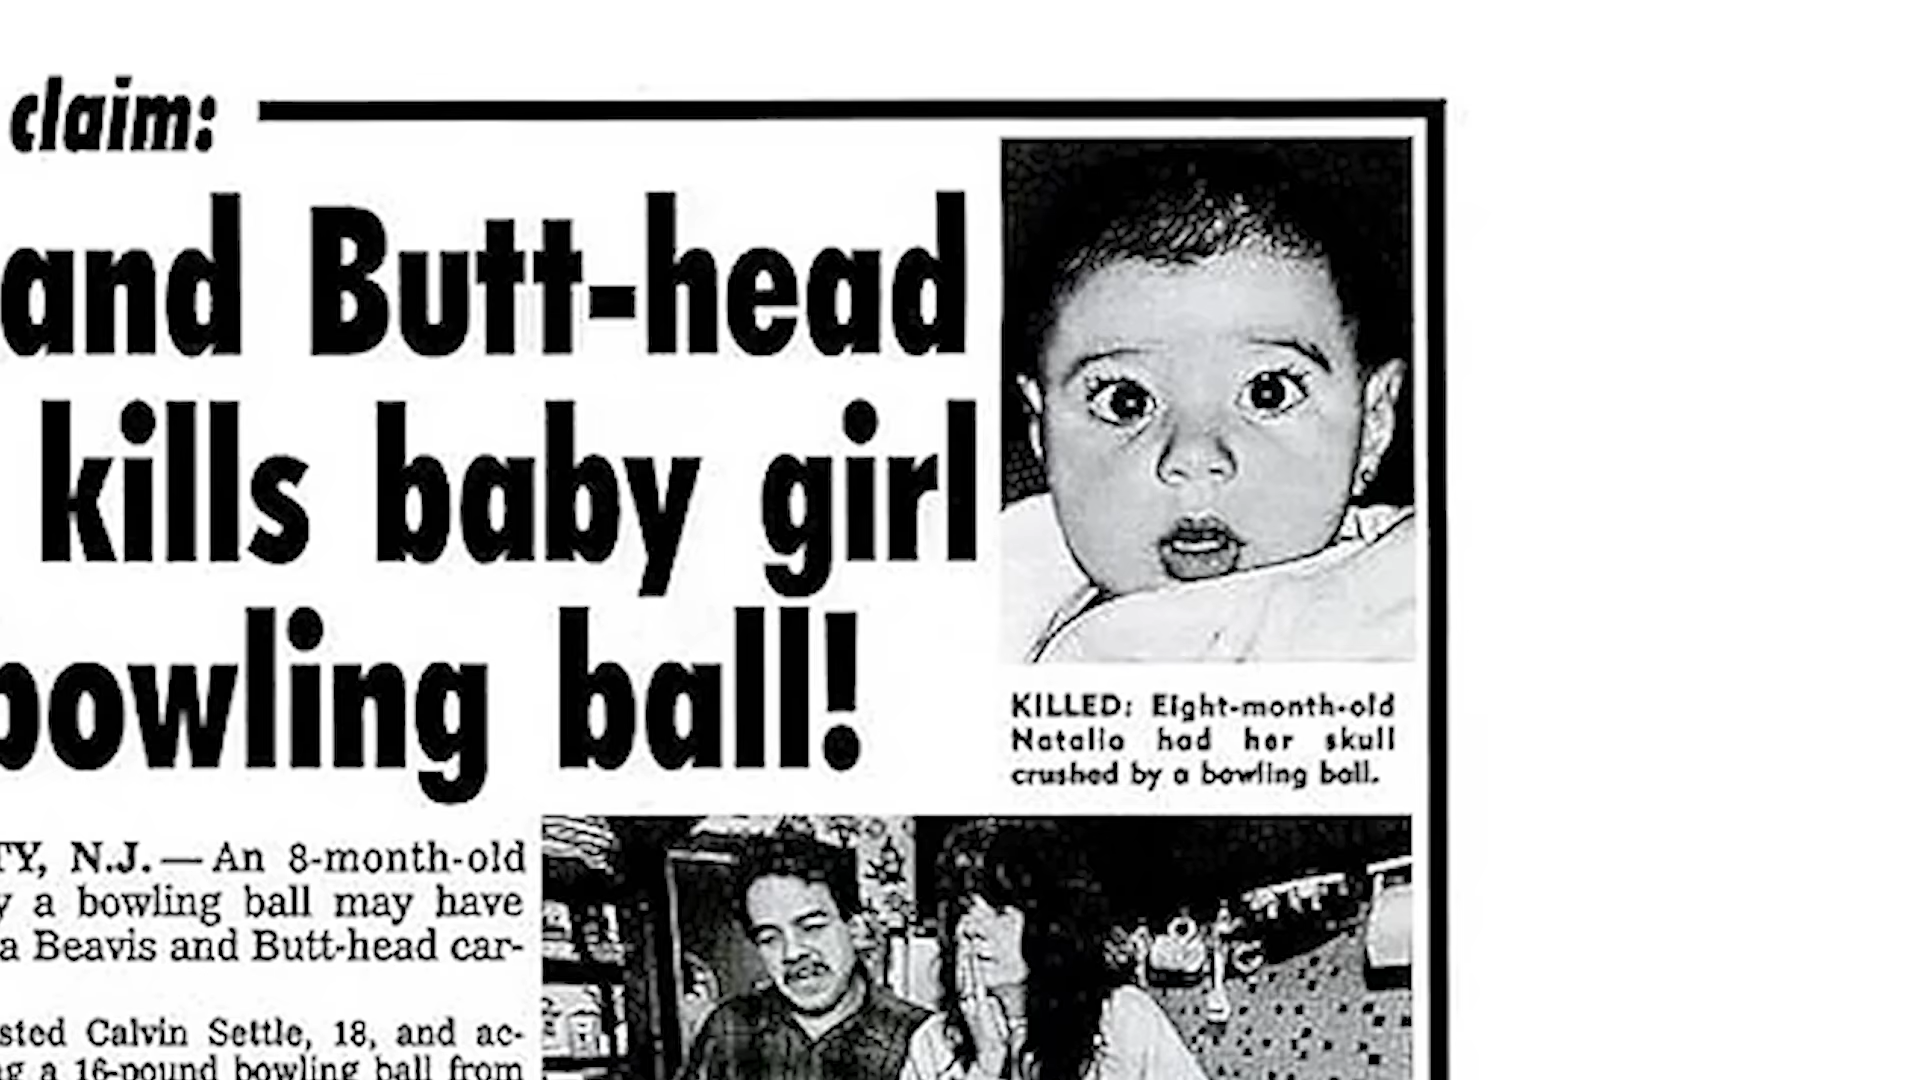 claim:
and Butt-head
kills baby girl
bowling ball!
KILLED: Eight-month-old
Natalia had her skull
crushed by a bowling ball.
TY, N.J.—An 8-month-old
y a bowling ball may have
a Beavis and Butt-head car-
sted Calvin Settle, 18, and ac-
ng a 16-pound bowling ball from